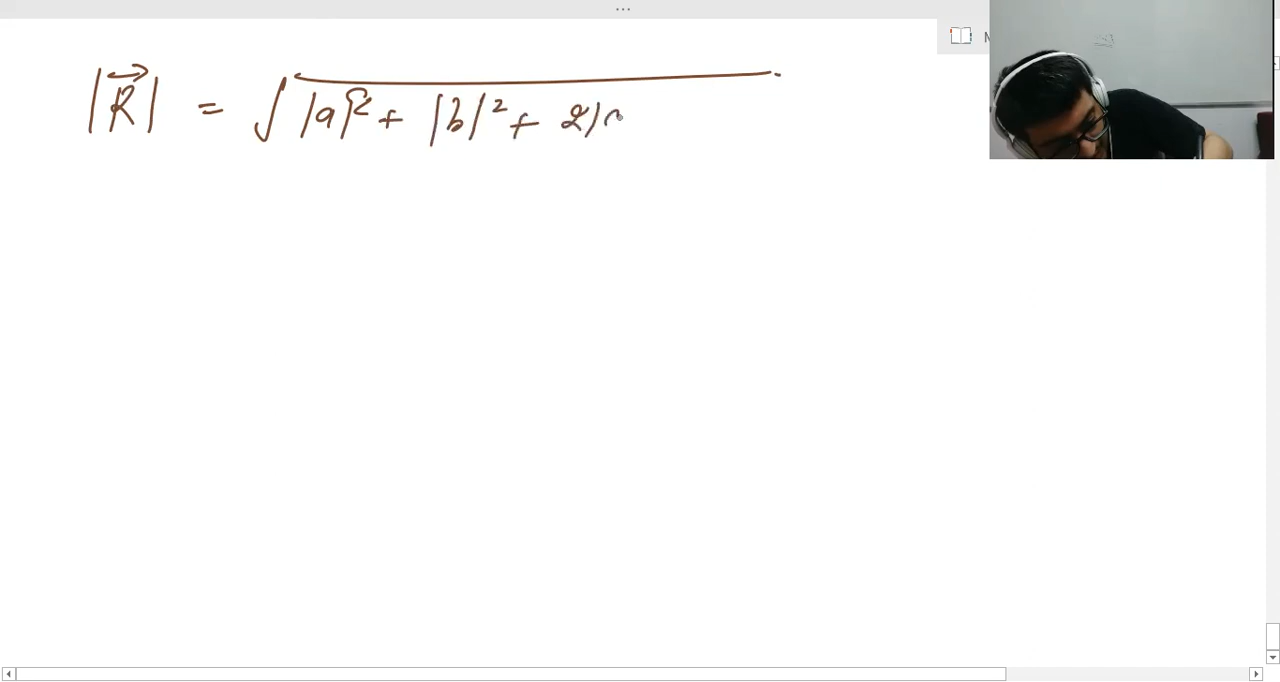 |R⃡| = √|a|² + |b|² + 2|a